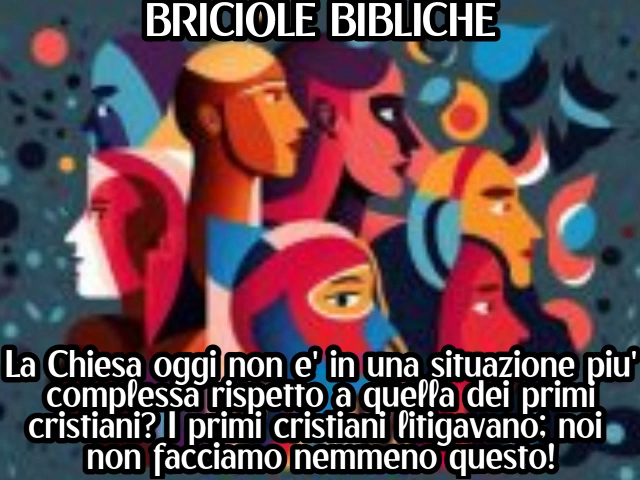 BRICIOLE BIBLICHE
La Chiesa oggi non e' in una situazione piu'
complessa rispetto a quella dei primi
cristiani? I primi cristiani litigavano; noi
non facciamo nemmeno questo!